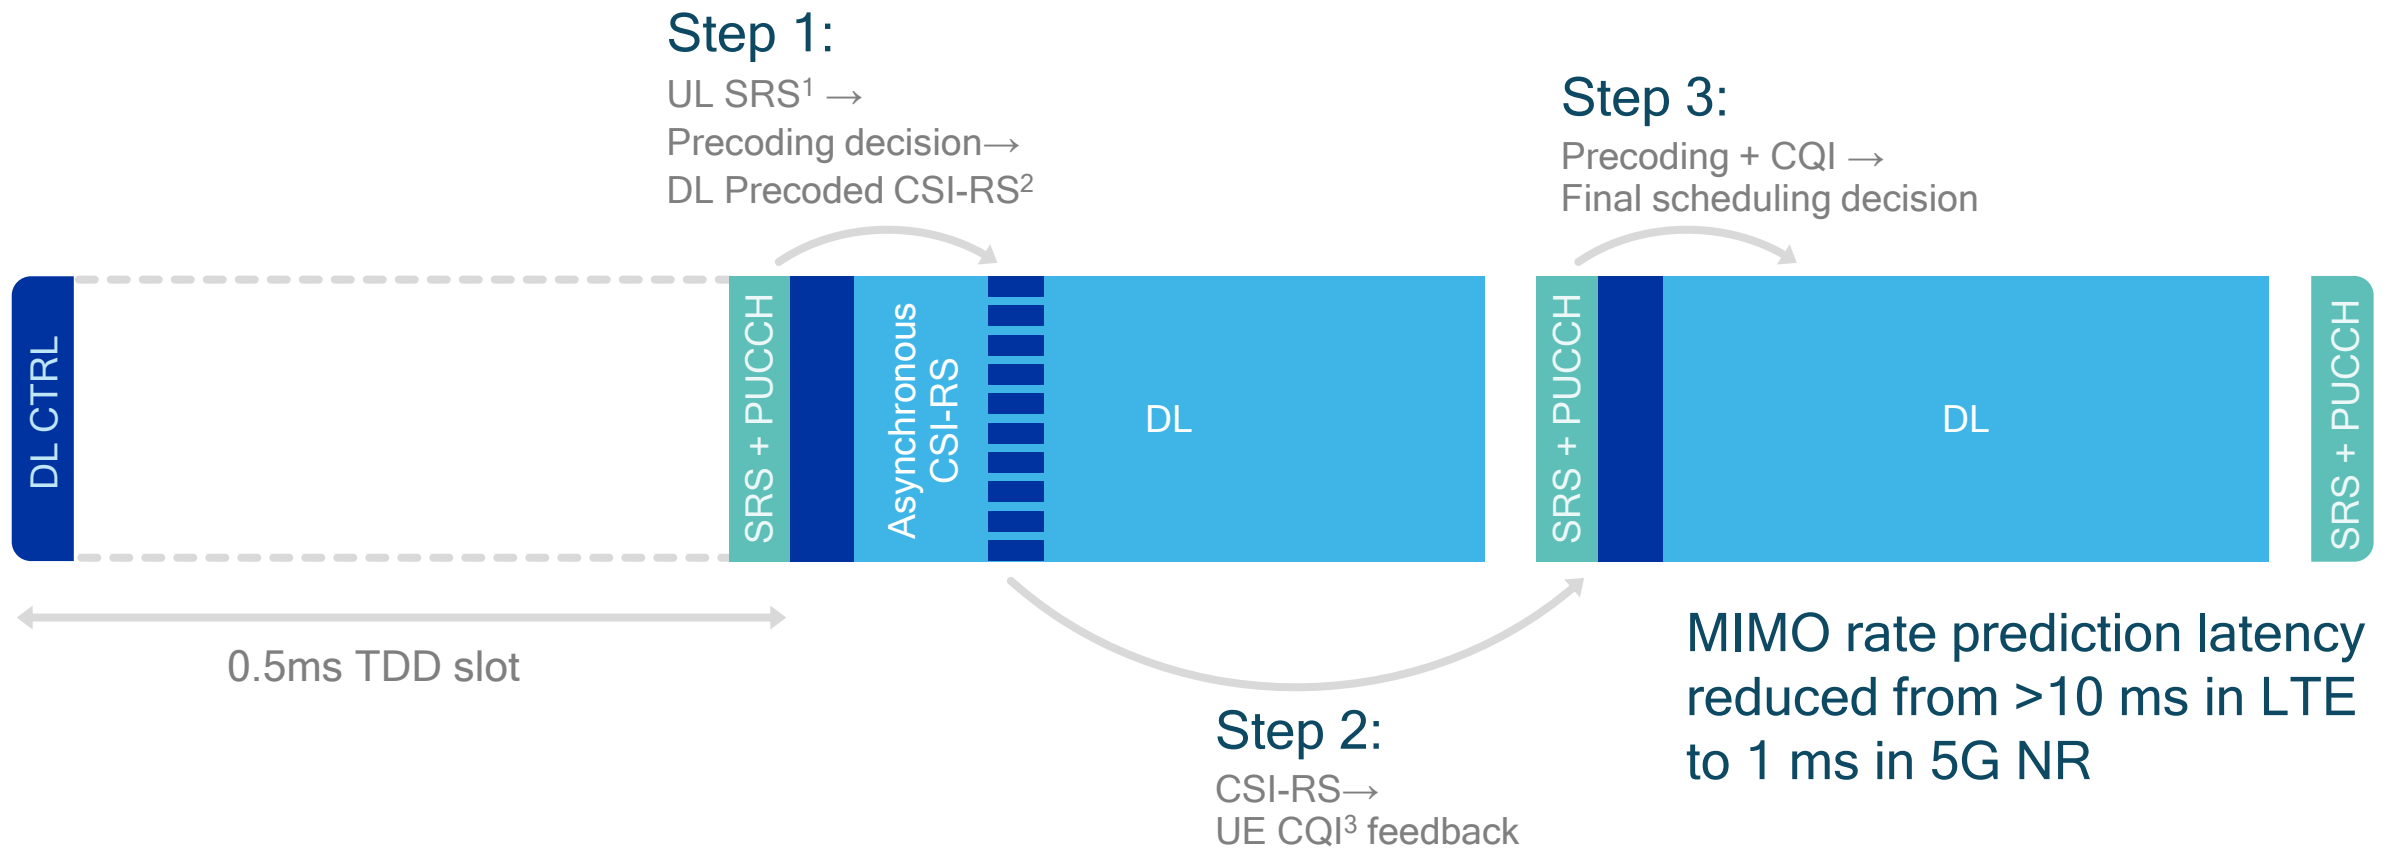 Step 1:
UL SRS¹ →
Precoding decision→
DL Precoded CSI-RS²
Step 3:
Precoding + CQI →
Final scheduling decision
DL CTRL
SRS + PUCCH
Asynchronous
CSI-RS
DL
SRS + PUCCH
DL
SRS + PUCCH
0.5ms TDD slot
Step 2:
CSI-RS→
UE CQI³ feedback
MIMO rate prediction latency
reduced from >10 ms in LTE
to 1 ms in 5G NR